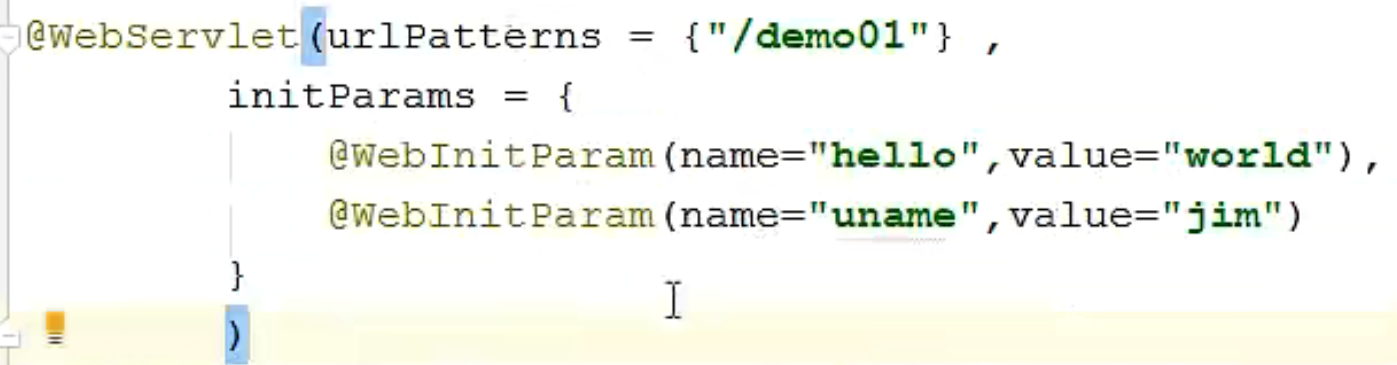 @WebServlet(urlPatterns = {"/demo01"} ,
initParams = {
@WebInitParam(name="hello",value="world"),
@WebInitParam(name="uname",value="jim")
}
)